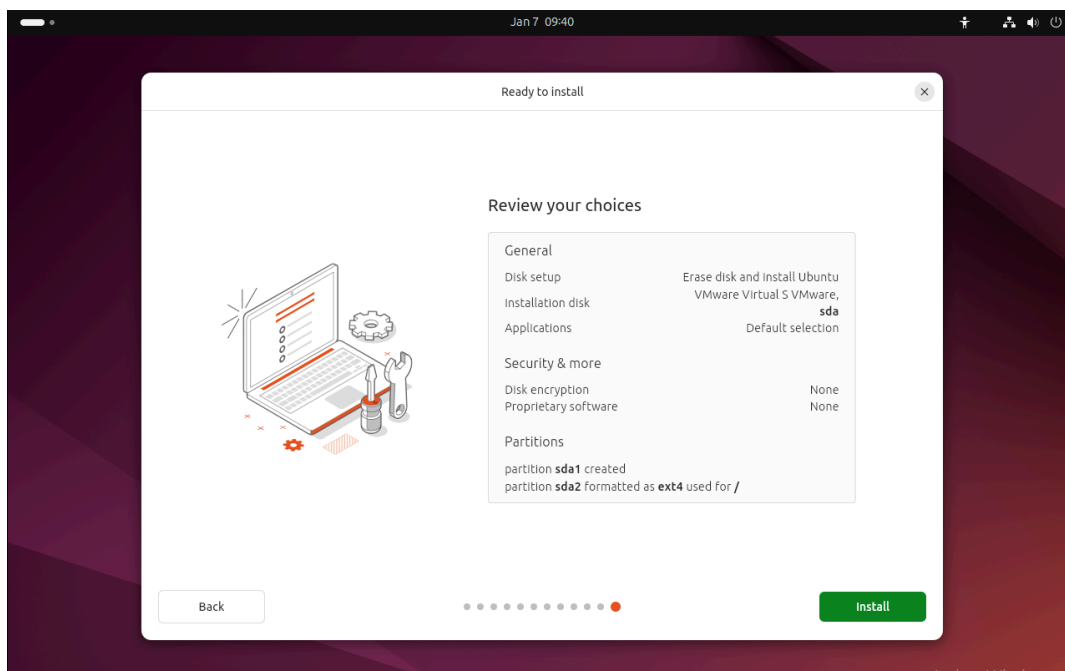 Jan 7 09:40
Ready to install
Review your choices
General
Disk setup Erase disk and install Ubuntu
Installation disk VMware Virtual S VMware, sda
Applications Default selection
Security & more
Disk encryption None
Proprietary software None
Partitions
partition sda1 created
partition sda2 formatted as ext4 used for /
Back
Install